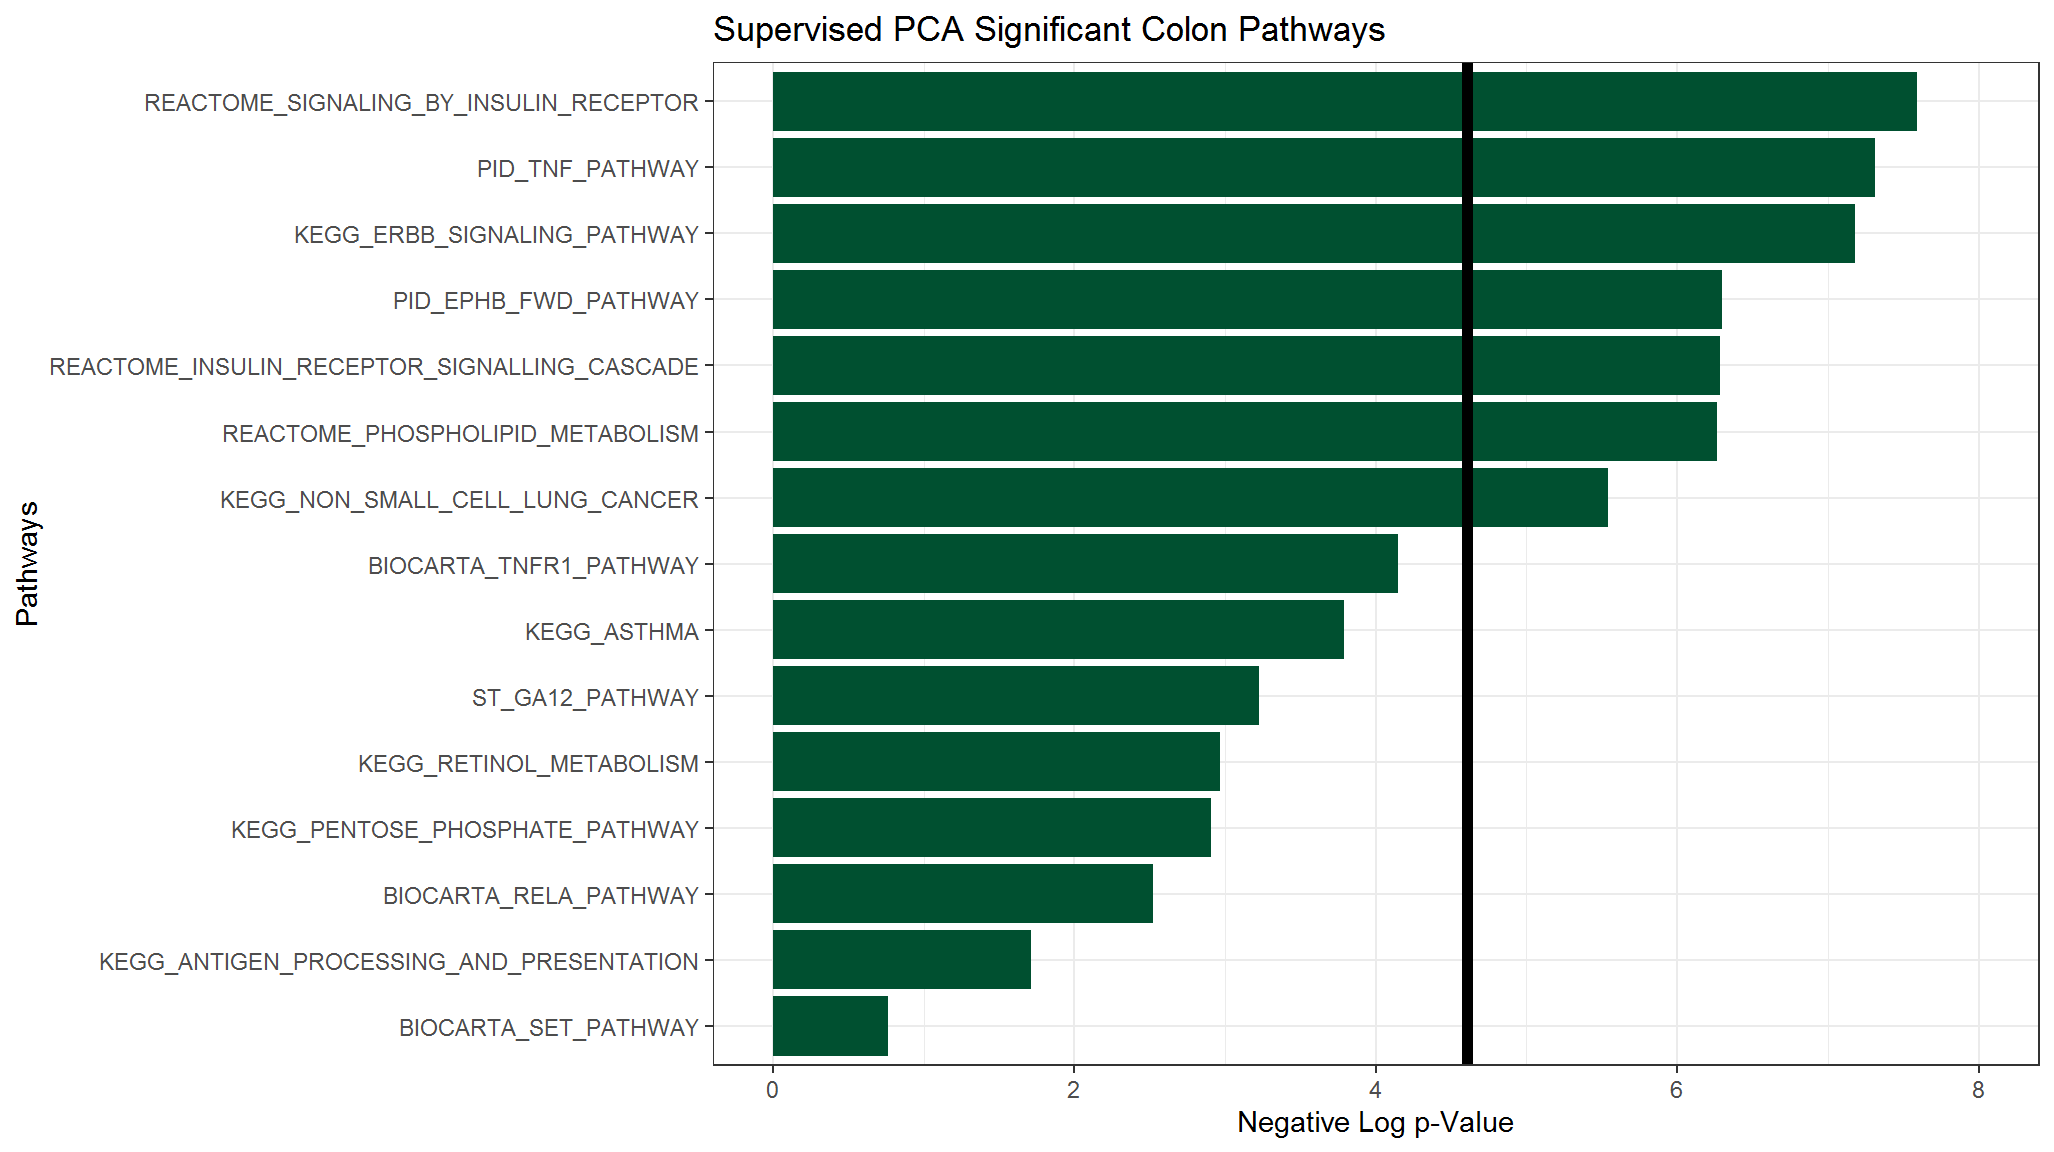 Supervised PCA Significant Colon Pathways
REACTOME_SIGNALING_BY_INSULIN_RECEPTOR
PID_TNF_PATHWAY
KEGG_ERBB_SIGNALING_PATHWAY
PID_EPHB_FWD_PATHWAY
REACTOME_INSULIN_RECEPTOR_SIGNALLING_CASCADE
REACTOME_PHOSPHOLIPID_METABOLISM
KEGG_NON_SMALL_CELL_LUNG_CANCER
BIOCARTA_TNFR1_PATHWAY
KEGG_ASTHMA
ST_GA12_PATHWAY
KEGG_RETINOL_METABOLISM
KEGG_PENTOSE_PHOSPHATE_PATHWAY
BIOCARTA_RELA_PATHWAY
KEGG_ANTIGEN_PROCESSING_AND_PRESENTATION
BIOCARTA_SET_PATHWAY
Pathways
0 2 4 6 8
Negative Log p-Value